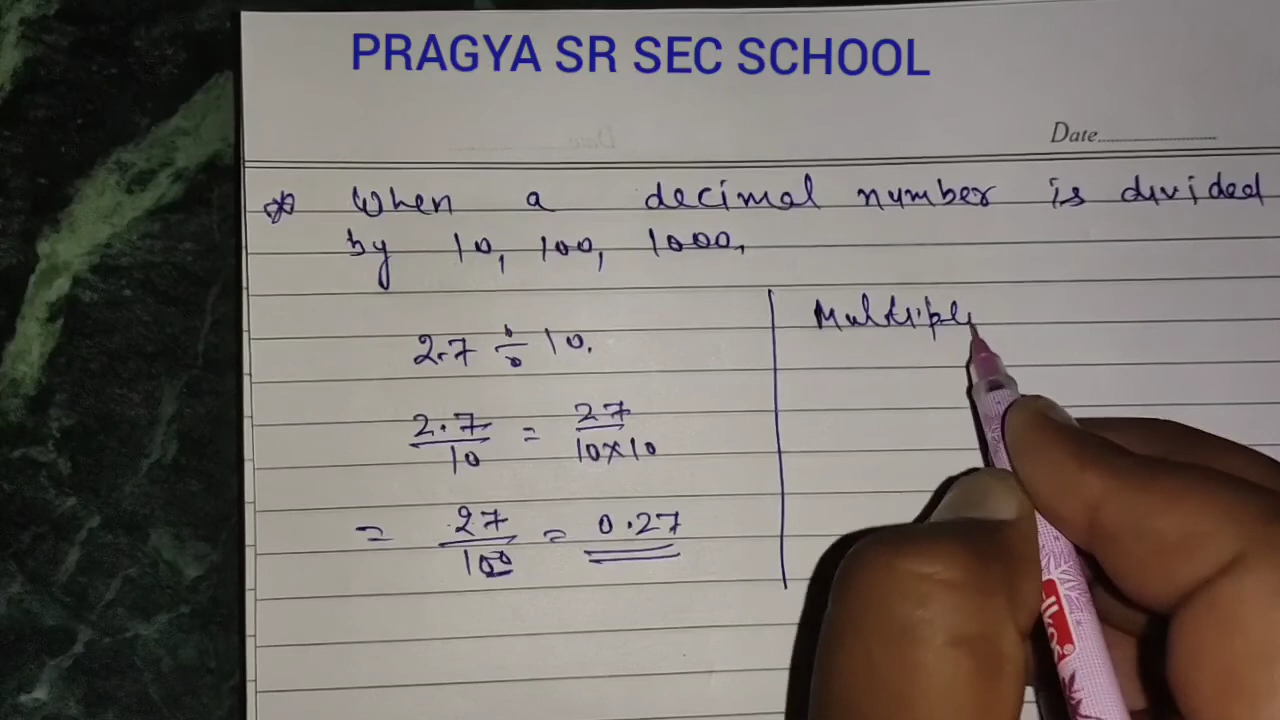 PRAGYA SR SEC SCHOOL
Date
When a decimal number is divided
by 10, 100, 1000,
2.7 ÷ 10.
2.7/10 = 27/10×10
= 27/100 = 0.27
Multiply